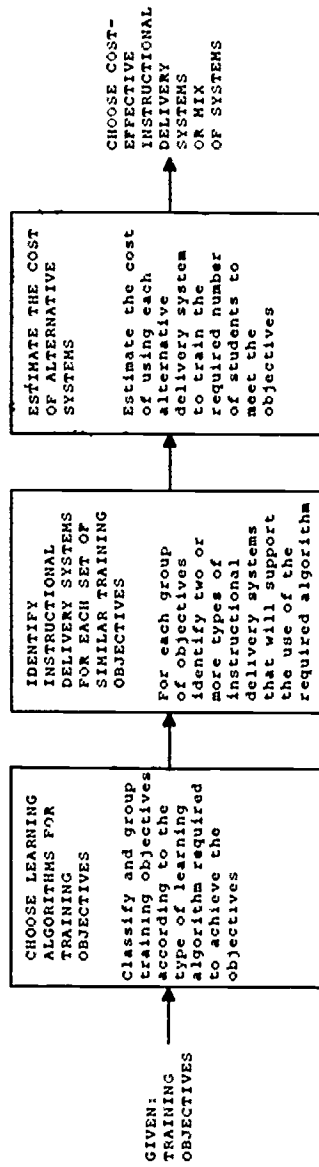 GIVEN:
TRAINING
OBJECTIVES
CHOOSE LEARNING
ALGORITHMS FOR
TRAINING
OBJECTIVES
Classify and group
training objectives
according to the
type of learning
algorithm required
to achieve the
objectives
IDENTIFY
INSTRUCTIONAL
DELIVERY SYSTEMS
FOR EACH SET OF
SIMILAR TRAINING
OBJECTIVES
For each group
of objectives
identify two or
more types of
instructional
delivery systems
that will support
the use of the
required algorithm
ESTIMATE THE COST
OF ALTERNATIVE
SYSTEMS
Estimate the cost
of using each
alternative
delivery system
to train the
required number
of students to
meet the
objectives
CHOOSE COST-
EFFECTIVE
INSTRUCTIONAL
DELIVERY
SYSTEMS
OR MIX
OF SYSTEMS